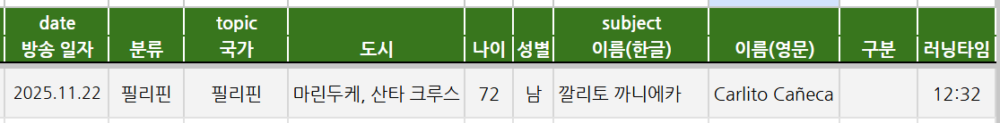 date topic subject
방송 일자 분류 국가 도시 나이 성별 이름(한글) 이름(영문) 구분 러닝타임
2025.11.22 필리핀 필리핀 마린두케, 산타 크루스 72 남 깔리토 까니에카 Carlito Cañeca 12:32